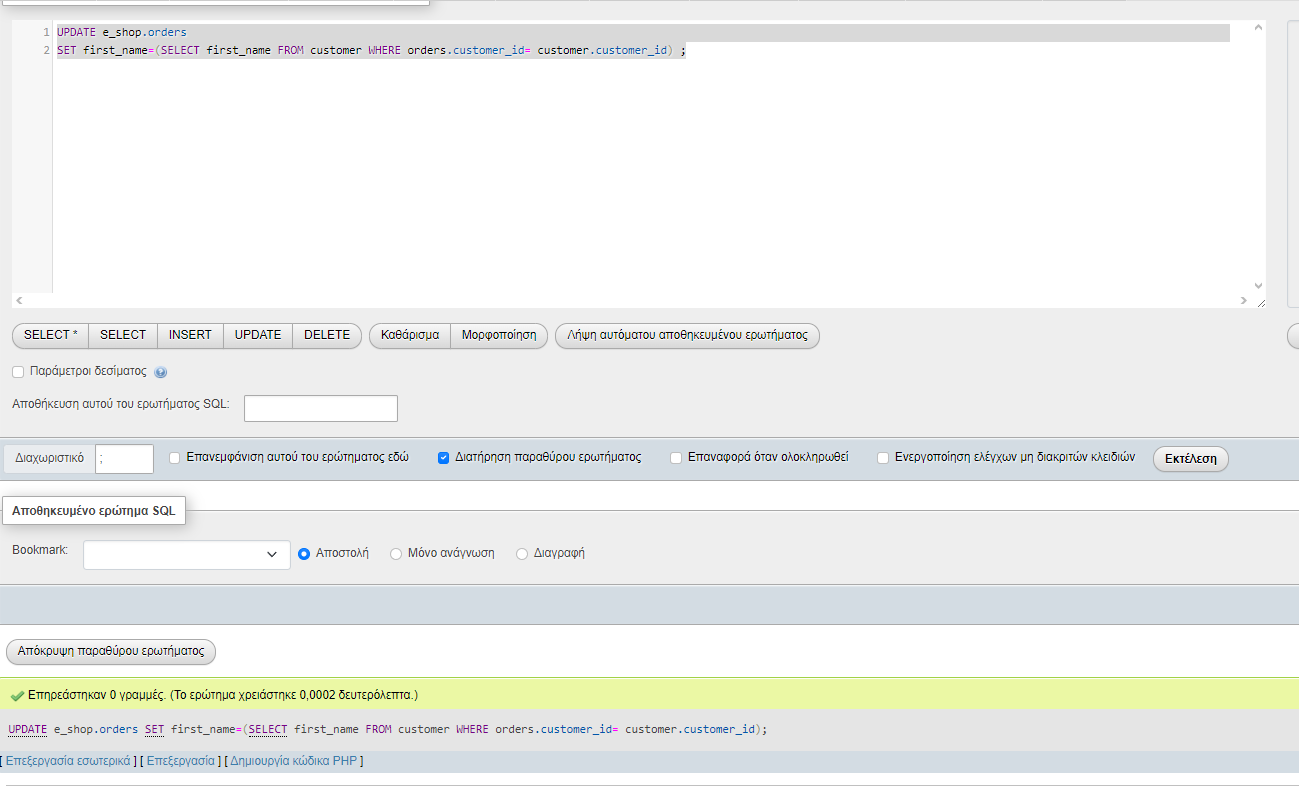 1 UPDATE e_shop.orders
2 SET first_name=(SELECT first_name FROM customer WHERE orders.customer_id= customer.customer_id) ;
SELECT * SELECT INSERT UPDATE DELETE Καθάρισμα Μορφοποίηση Λήψη αυτόματου αποθηκευμένου ερωτήματος
Παράμετροι δεσίματος
Αποθήκευση αυτού του ερωτήματος SQL:
Διαχωριστικό ; Επανεμφάνιση αυτού του ερώτηματος εδώ Διατήρηση παραθύρου ερωτήματος Επαναφορά όταν ολοκληρωθεί Ενεργοποίηση ελέγχων μη διακριτών κλειδιών Εκτέλεση
Αποθηκευμένο ερώτημα SQL
Bookmark: Αποστολή Μόνο ανάγνωση Διαγραφή
Απόκρυψη παραθύρου ερωτήματος
Επηρεάστηκαν 0 γραμμές. (Το ερώτημα χρειάστηκε 0,0002 δευτερόλεπτα.)
UPDATE e_shop.orders SET first_name=(SELECT first_name FROM customer WHERE orders.customer_id= customer.customer_id);
[ Επεξεργασία εσωτερικά ] [ Επεξεργασία ] [ Δημιουργία κώδικα PHP ]